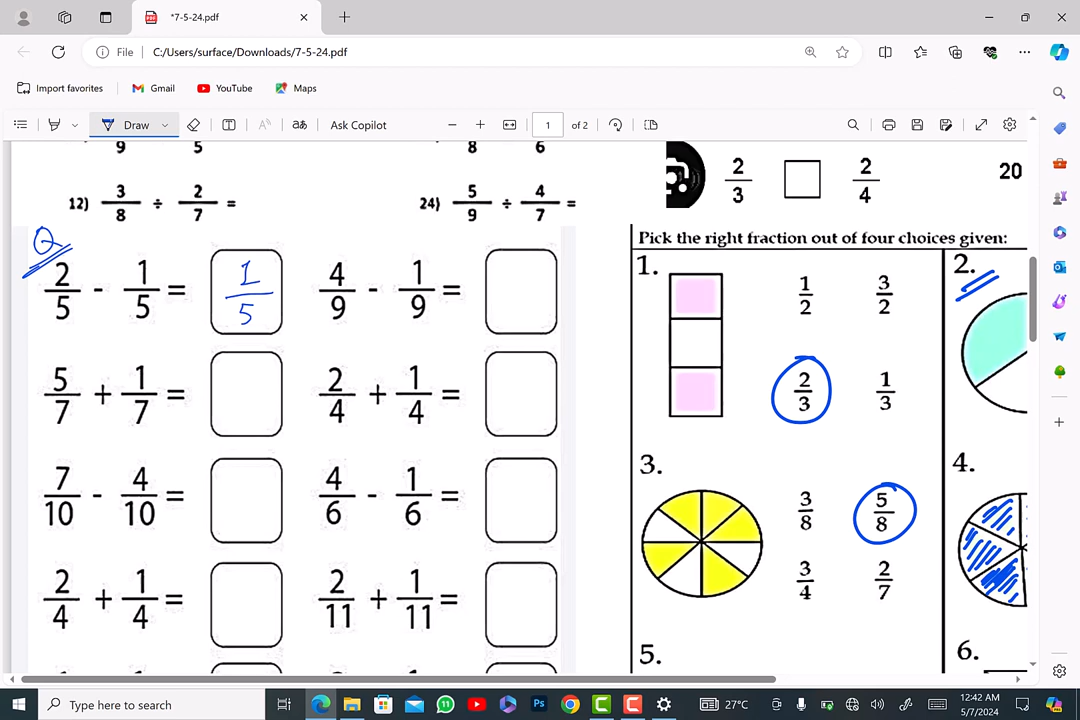 *7-5-24.pdf
File C:/Users/surface/Downloads/7-5-24.pdf
Import favorites Gmail YouTube Maps
Draw Ask Copilot 1 of 2
9 5 8 6
12) 3/8 ÷ 2/7 =
24) 5/9 ÷ 4/7 =
2/3 2/4 20
Q
2/5 - 1/5 = 1/5
4/9 - 1/9 =
5/7 + 1/7 =
2/4 + 1/4 =
7/10 - 4/10 =
4/6 - 1/6 =
2/4 + 1/4 =
2/11 + 1/11 =
Pick the right fraction out of four choices given:
1.
1/2 3/2
2/3 1/3
2.
3.
3/8 5/8
3/4 2/7
4.
5.
6.
Type here to search
27°C
12:42 AM
5/7/2024